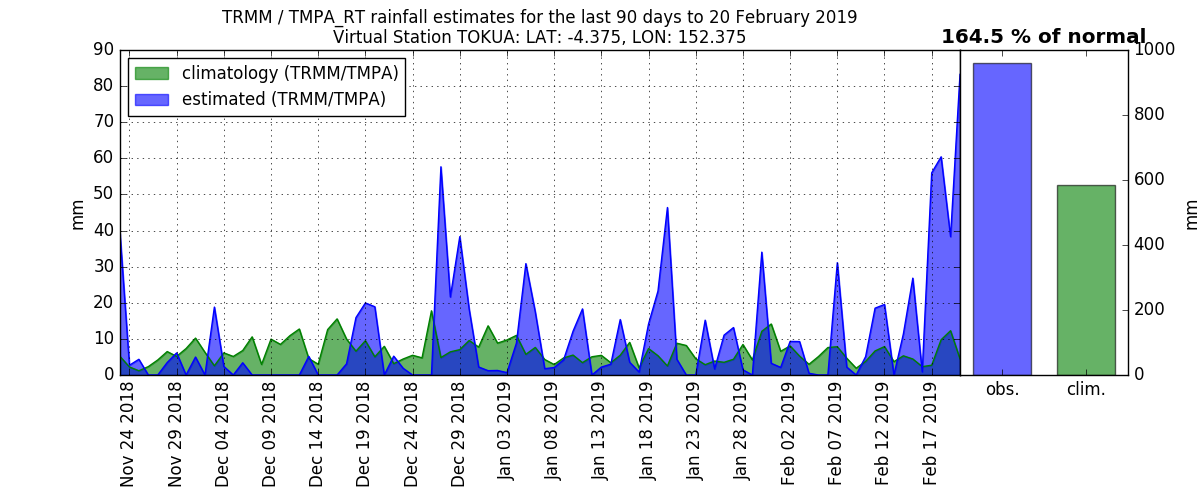 TRMM / TMPA_RT rainfall estimates for the last 90 days to 20 February 2019
Virtual Station TOKUA: LAT: -4.375, LON: 152.375
164.5 % of normal
climatology (TRMM/TMPA)
estimated (TRMM/TMPA)
mm
90
80
70
60
50
40
30
20
10
0
Nov 24 2018
Nov 29 2018
Dec 04 2018
Dec 09 2018
Dec 14 2018
Dec 19 2018
Dec 24 2018
Dec 29 2018
Jan 03 2019
Jan 08 2019
Jan 13 2019
Jan 18 2019
Jan 23 2019
Jan 28 2019
Feb 02 2019
Feb 07 2019
Feb 12 2019
Feb 17 2019
obs.
clim.
1000
800
600
400
200
0
mm